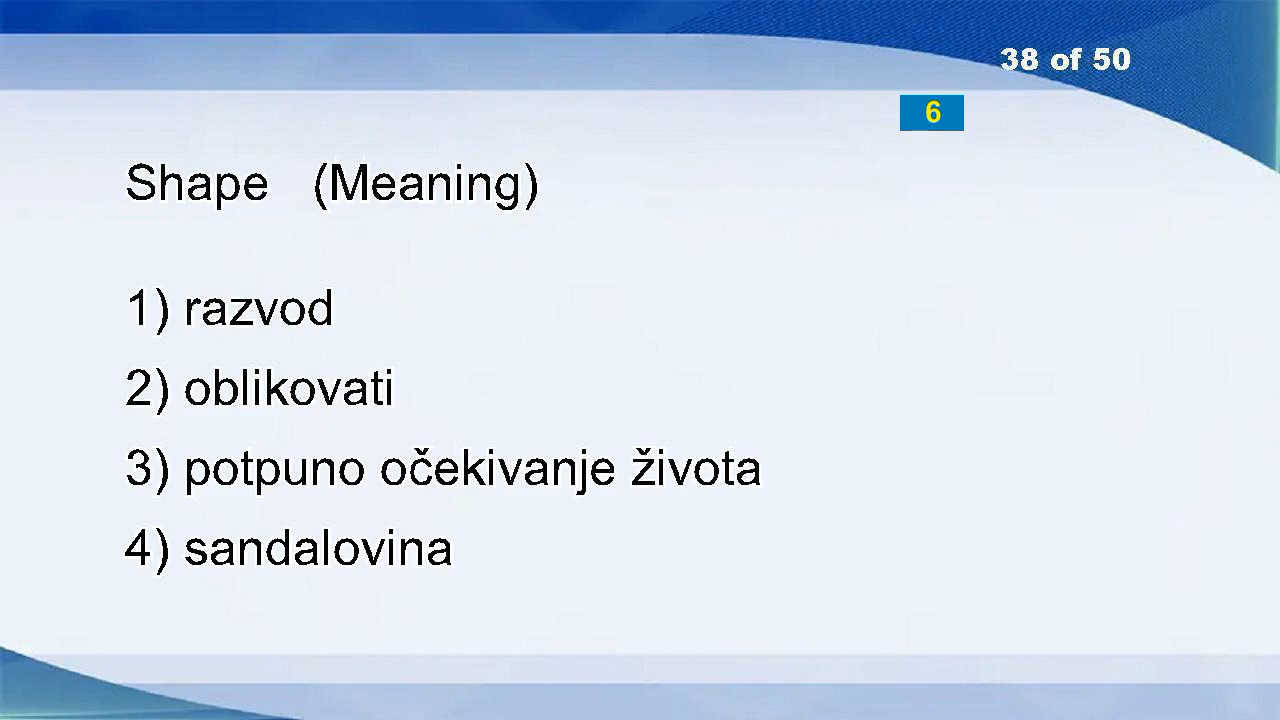 38 of 50
6
Shape (Meaning)
1) razvod
2) oblikovati
3) potpuno očekivanje života
4) sandalovina